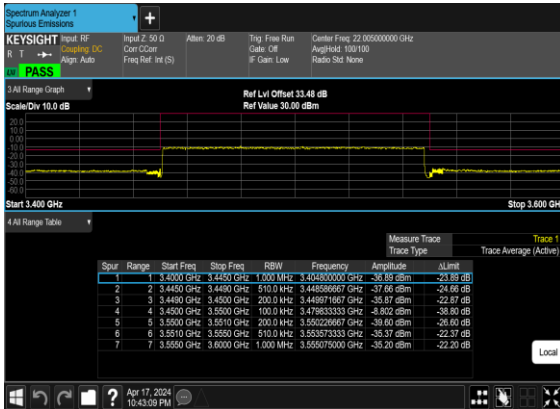 Spectrum Analyzer 1
Spurious Emissions
+
KEYSIGHT Input: RF Input Z: 50 Ω Atten: 20 dB Trig: Free Run Center Freq: 22.005000000 GHz
R T Coupling: DC Corr CCorr Gate: Off Avg|Hold: 100/100
Align: Auto Freq Ref: Int (S) IF Gain: Low Radio Std: None
PASS
3 All Range Graph
Ref Lvl Offset 33.48 dB
Scale/Div 10.0 dB Ref Value 30.00 dBm
20.0
10.0
0.00
-10.0
-20.0
-30.0
-40.0
-50.0
-60.0
Start 3.400 GHz Stop 3.600 GH
4 All Range Table
Measure Trace Trace 1
Trace Type Trace Average (Active)
Spur Range Start Freq Stop Freq RBW Frequency Amplitude ΔLimit
1 1 3.4000 GHz 3.4450 GHz 1.000 MHz 3.404800000 GHz -36.89 dBm -23.89 dB
2 2 3.4450 GHz 3.4490 GHz 510.0 kHz 3.448586667 GHz -37.66 dBm -24.66 dB
3 3 3.4490 GHz 3.4500 GHz 200.0 kHz 3.449971667 GHz -35.87 dBm -22.87 dB
4 4 3.4500 GHz 3.5500 GHz 100.0 kHz 3.479833333 GHz -8.802 dBm -38.80 dB
5 5 3.5500 GHz 3.5510 GHz 200.0 kHz 3.550226667 GHz -39.60 dBm -26.60 dB
6 6 3.5510 GHz 3.5550 GHz 510.0 kHz 3.553573333 GHz -35.37 dBm -22.37 dB
7 7 3.5550 GHz 3.6000 GHz 1.000 MHz 3.555075000 GHz -35.20 dBm -22.20 dB
Local
?
Apr 17, 2024
10:43:09 PM